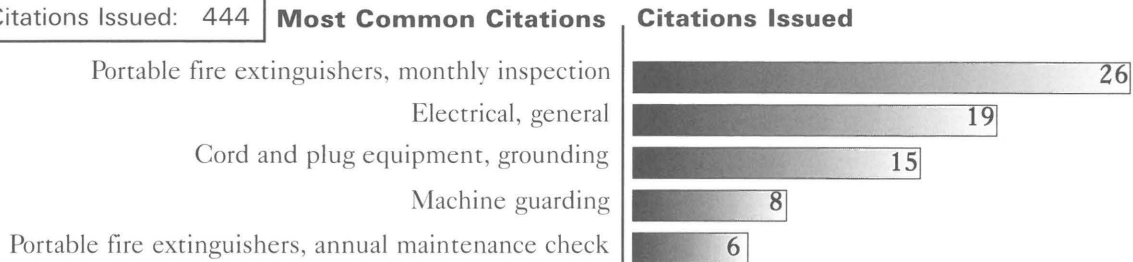 Citations Issued: 444 Most Common Citations Citations Issued
Portable fire extinguishers, monthly inspection 26
Electrical, general 19
Cord and plug equipment, grounding 15
Machine guarding 8
Portable fire extinguishers, annual maintenance check 6